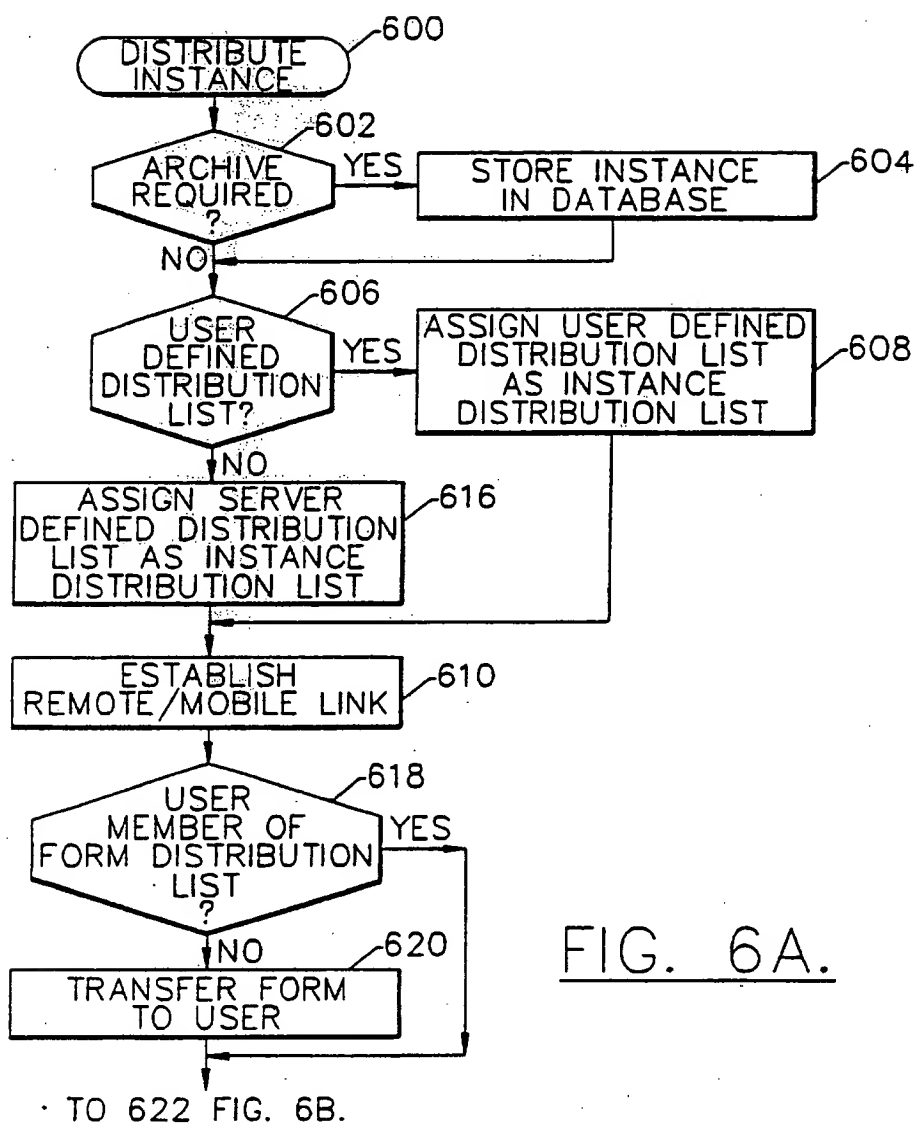 600
DISTRIBUTE
INSTANCE
602
ARCHIVE
REQUIRED
?
YES
STORE INSTANCE
IN DATABASE
604
NO
606
USER
DEFINED
DISTRIBUTION
LIST?
YES
ASSIGN USER DEFINED
DISTRIBUTION LIST
AS INSTANCE
DISTRIBUTION LIST
608
NO
ASSIGN SERVER
DEFINED DISTRIBUTION
LIST AS INSTANCE
DISTRIBUTION LIST
616
ESTABLISH
REMOTE/MOBILE LINK
610
618
USER
MEMBER OF
FORM DISTRIBUTION
LIST
?
YES
NO
620
TRANSFER FORM
TO USER
FIG. 6A.
TO 622 FIG. 6B.